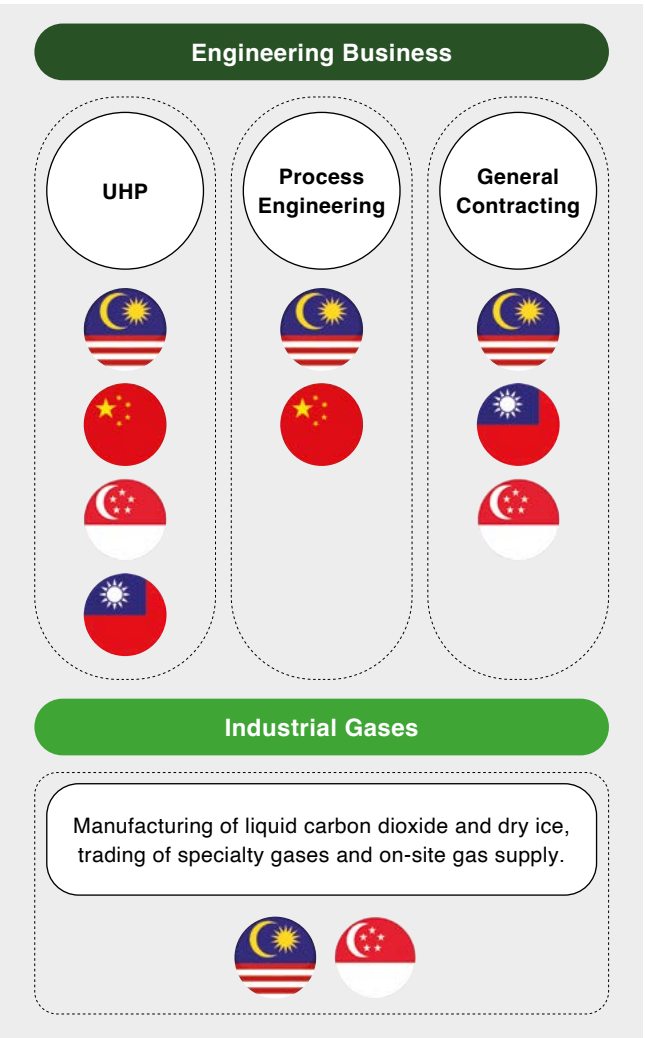 Engineering Business
UHP
Process
Engineering
General
Contracting
Industrial Gases
Manufacturing of liquid carbon dioxide and dry ice,
trading of specialty gases and on-site gas supply.